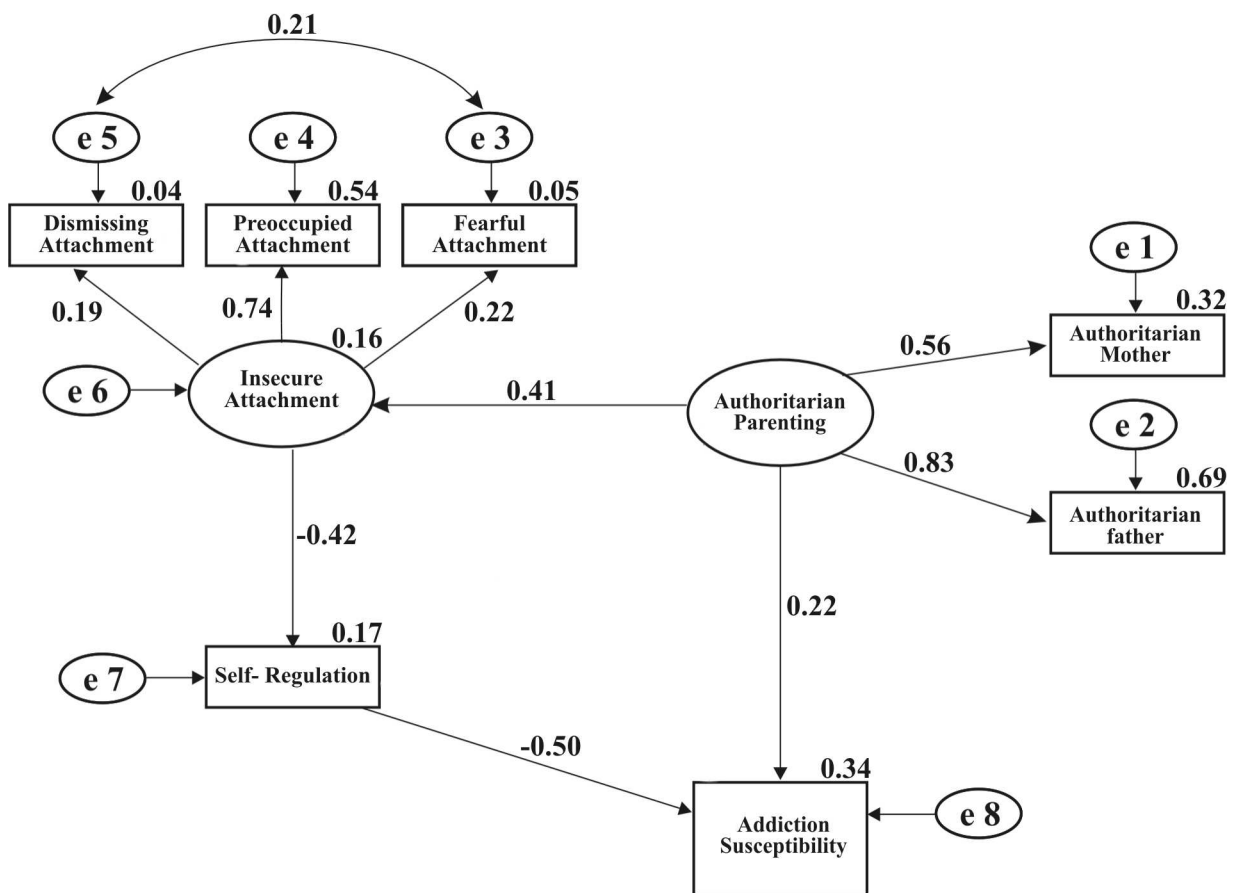 0.21
e 5
e 4
e 3
0.04
0.54
0.05
Dismissing
Attachment
Preoccupied
Attachment
Fearful
Attachment
e 1
0.32
Authoritarian
Mother
0.19
0.74
0.22
0.16
0.56
e 6
Insecure
Attachment
0.41
Authoritarian
Parenting
e 2
0.83
0.69
Authoritarian
father
-0.42
0.22
0.17
e 7
Self- Regulation
-0.50
0.34
Addiction
Susceptibility
e 8